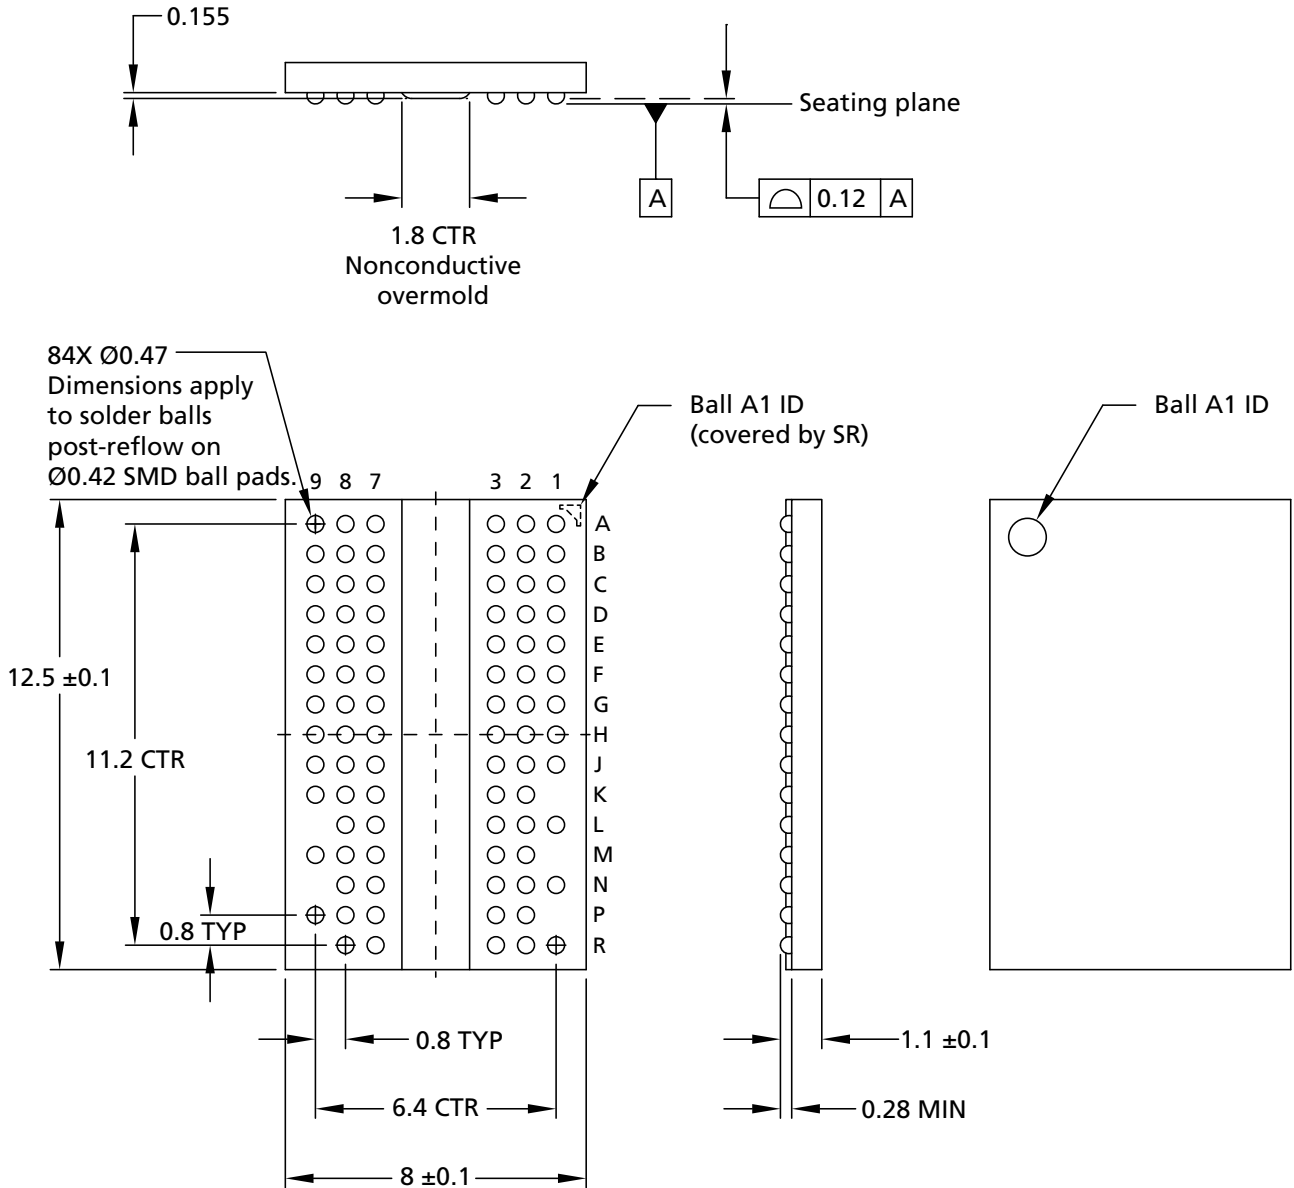 0.155
Seating plane
A
0.12 A
1.8 CTR
Nonconductive
overmold
84X Ø0.47
Dimensions apply
to solder balls
post-reflow on
Ø0.42 SMD ball pads.
Ball A1 ID
(covered by SR)
Ball A1 ID
9 8 7 3 2 1
A
B
C
D
E
F
G
H
J
K
L
M
N
P
R
12.5 ±0.1
11.2 CTR
0.8 TYP
0.8 TYP
1.1 ±0.1
6.4 CTR
0.28 MIN
8 ±0.1